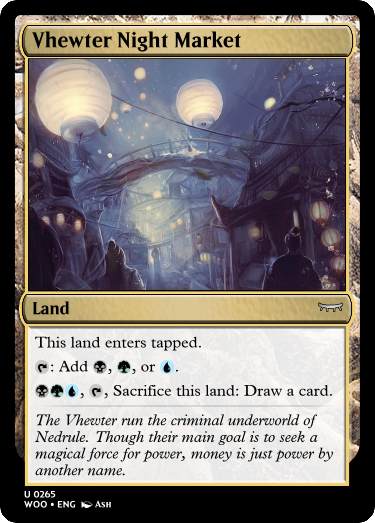 Vhewter Night Market
Land
This land enters tapped.
: Add , , or .
, , Sacrifice this land: Draw a card.
The Vhewter run the criminal underworld of
Nedrule. Though their main goal is to seek a
magical force for power, money is just power by
another name.
U 0265
WOO • ENG Ash